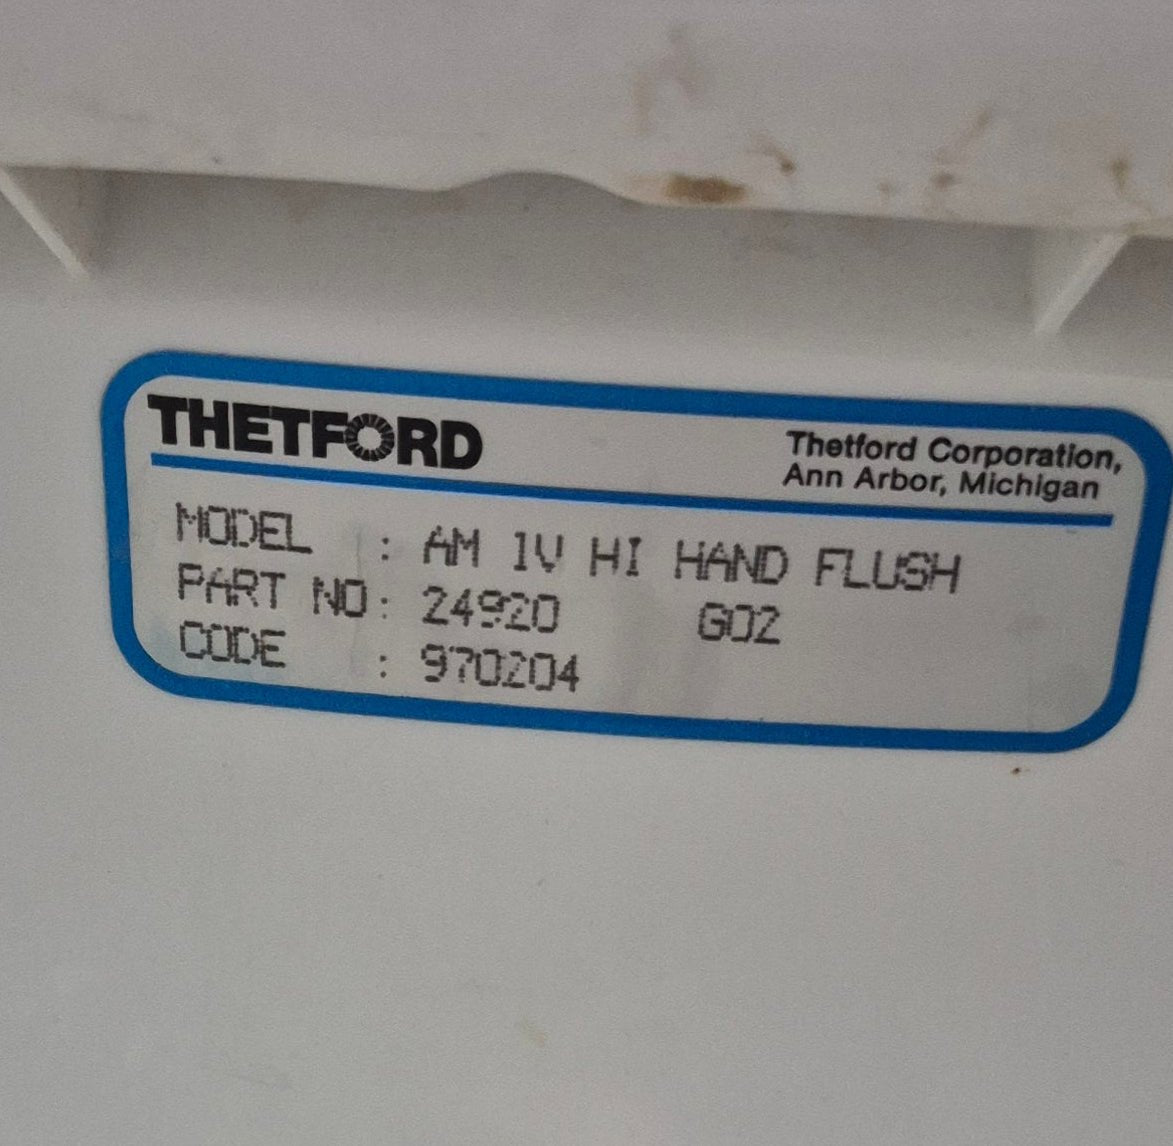 THETFORD
Thetford Corporation,
Ann Arbor, Michigan
MODEL : AM 1V HI HAND FLUSH
PART NO: 24920 G02
CODE : 970204